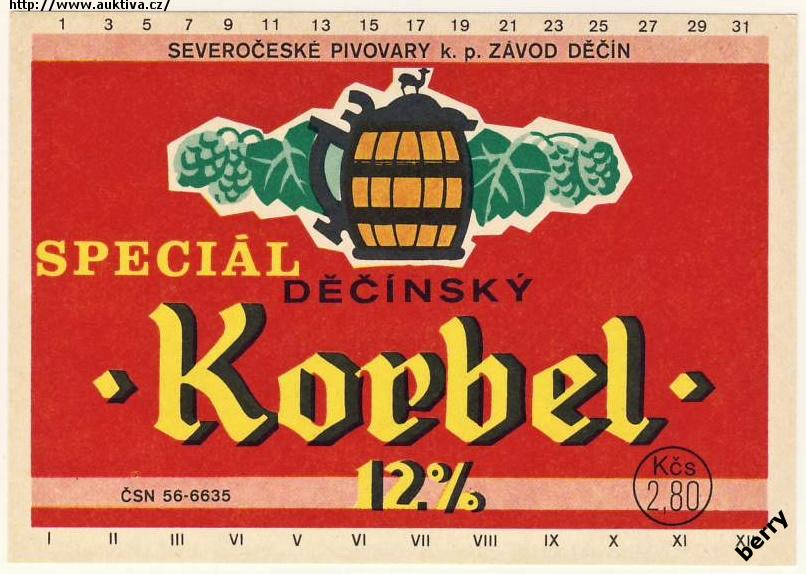 http://www.auktiva.cz/
1 3 5 7 9 11 13 15 17 19 21 23 25 27 29 31
SEVEROČESKÉ PIVOVARY k. p. ZÁVOD DĚČÍN
SPECIÁL
DĚČÍNSKÝ
·Korbel·
12%
ČSN 56-6635
Kčs
2,80
I II III IV V VI VII VIII IX X XI
berry